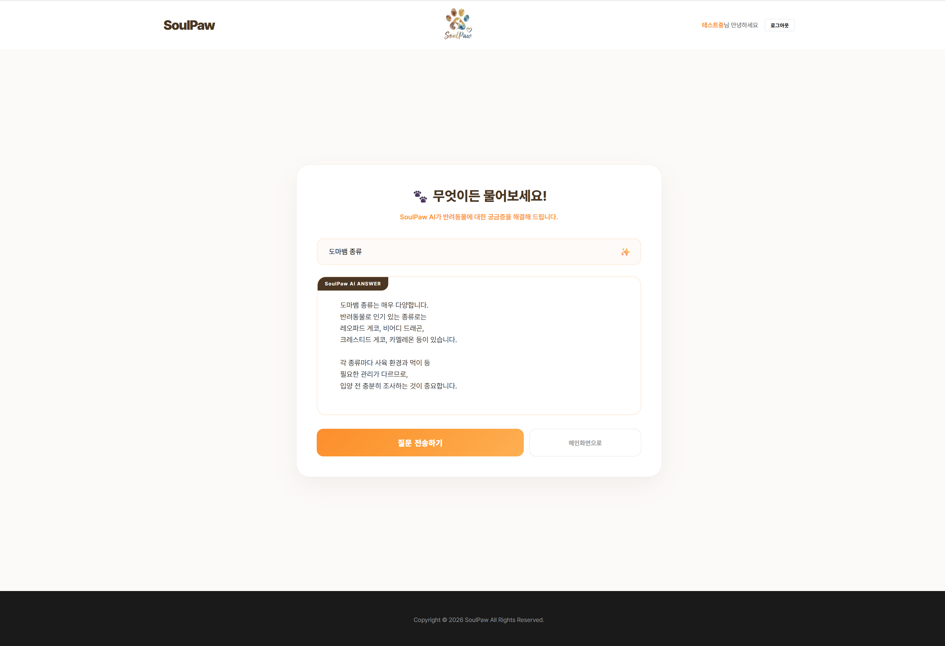 SoulPaw
SoulPaw
테스트중님 안녕하세요
로그아웃
무엇이든 물어보세요!
SoulPaw AI가 반려동물에 대한 궁금증을 해결해 드립니다.
도마뱀 종류
SoulPaw AI ANSWER
도마뱀 종류는 매우 다양합니다.
반려동물로 인기 있는 종류로는
레오파드 게코, 비어디 드래곤,
크레스티드 게코, 카멜레온 등이 있습니다.
각 종류마다 사육 환경과 먹이 등
필요한 관리가 다르므로,
입양 전 충분히 조사하는 것이 중요합니다.
질문 전송하기
메인화면으로
Copyright © 2026 SoulPaw All Rights Reserved.